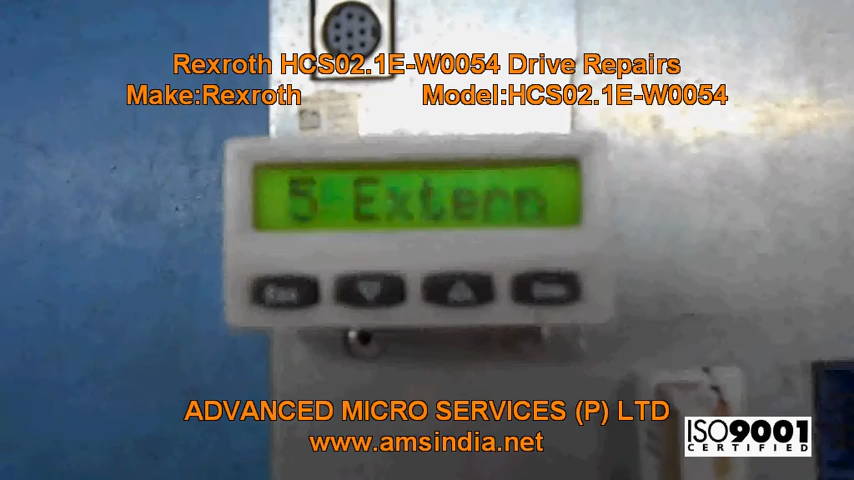 Rexroth HCS02.1E-W0054 Drive Repairs
Make:Rexroth Model:HCS02.1E-W0054
5 Extern
Esc
ADVANCED MICRO SERVICES (P) LTD
www.amsindia.net
ISO9001
CERTIFIED